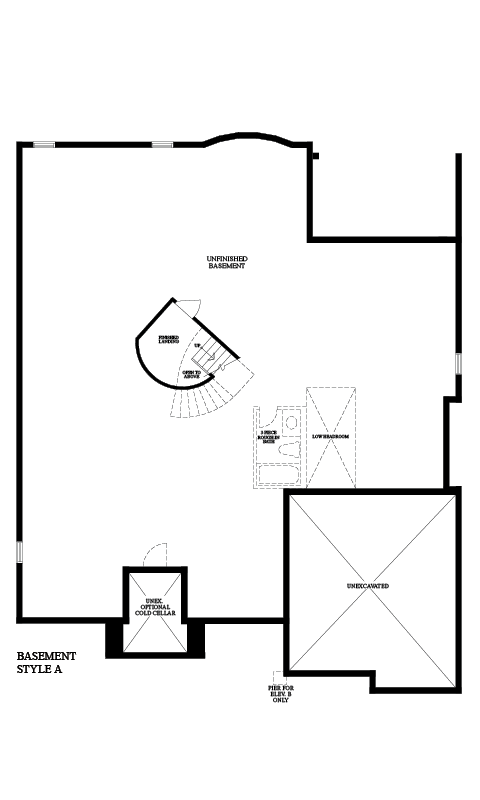 UNFINISHED
BASEMENT
FINISHED
LANDING
UP
OPEN TO
ABOVE
3 PIECE
ROUGH IN
BATH
LOW HEADROOM
UNEXCAVATED
UNEX.
OPTIONAL
COLD CELLAR
BASEMENT
STYLE A
PIER FOR
ELEV. B
ONLY